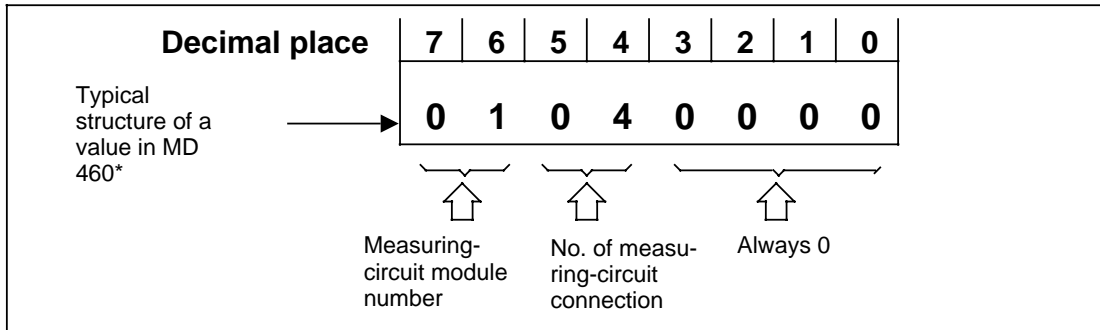 Decimal place 7 6 5 4 3 2 1 0
Typical
structure of a
value in MD
460*
0 1 0 4 0 0 0 0
Measuring-
circuit module
number
No. of measu-
ring-circuit
connection
Always 0